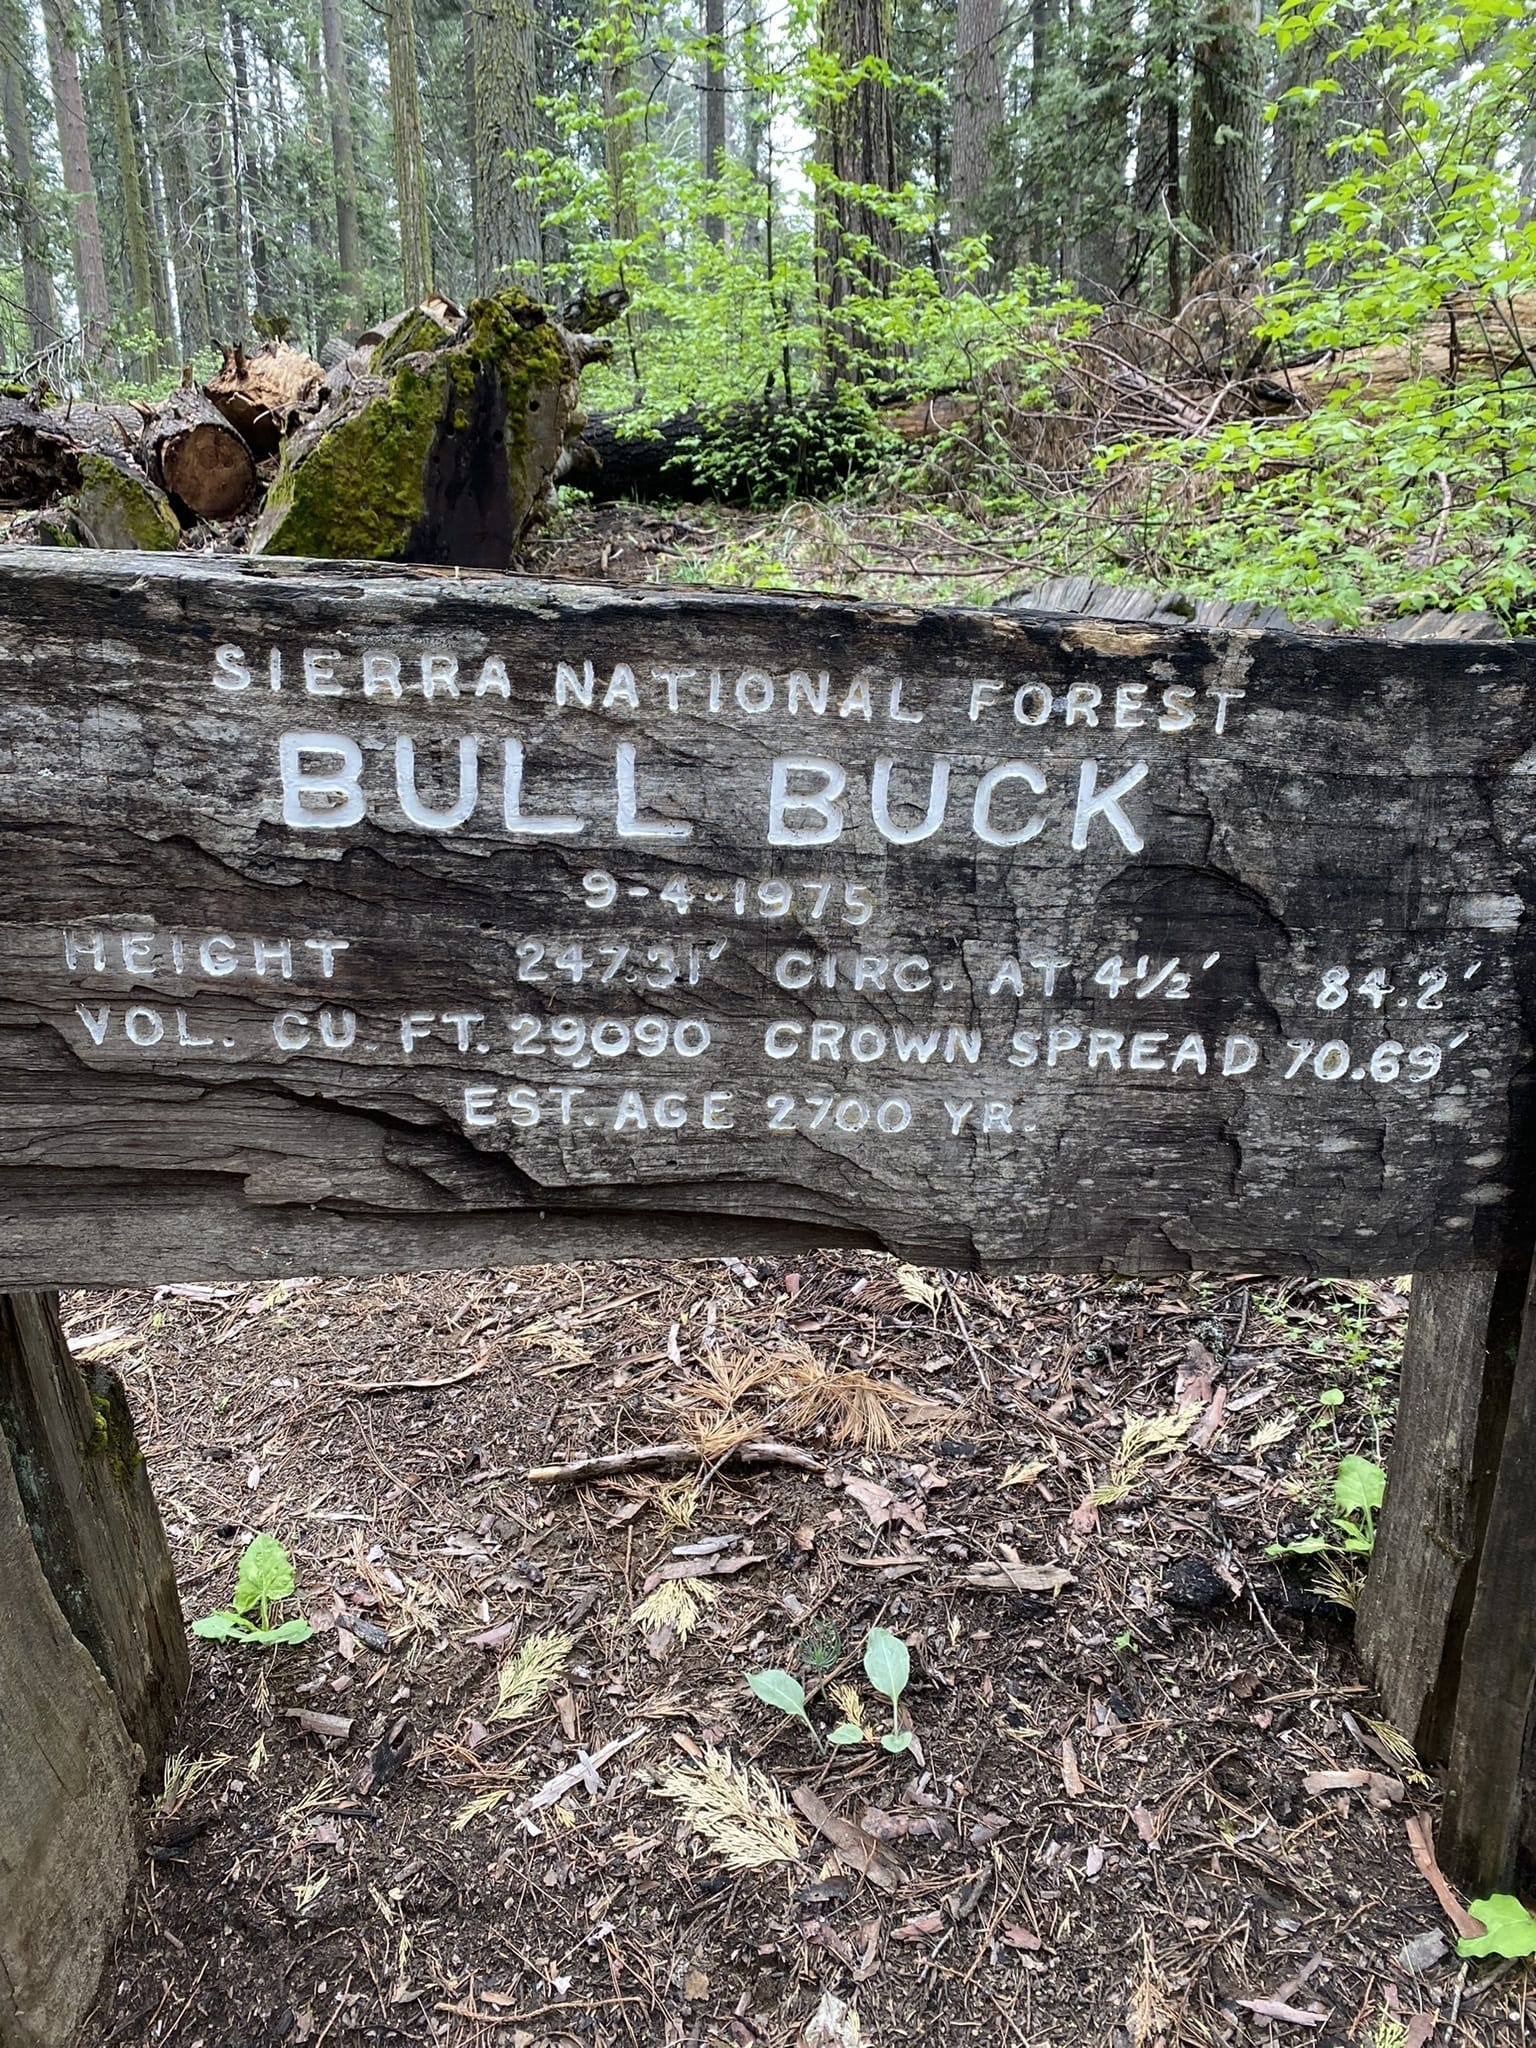 SIERRA NATIONAL FOREST
BULL BUCK
9-4-1975
HEIGHT 247.31' CIRC. AT 4½' 84.2'
VOL. CU. FT. 29,090 CROWN SPREAD 70.69'
EST. AGE 2700 YR.